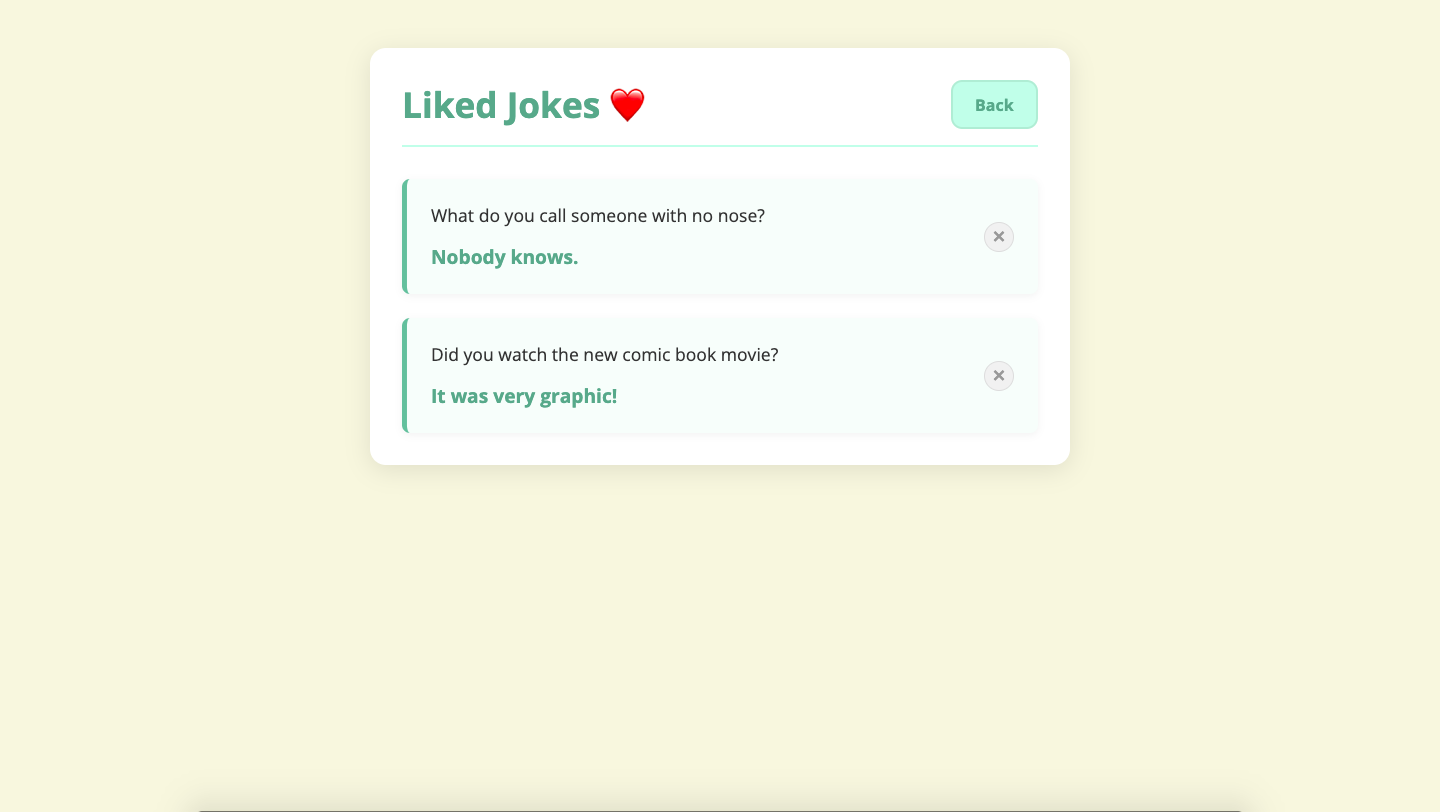 Liked Jokes ❤️
Back
What do you call someone with no nose?
Nobody knows.
Did you watch the new comic book movie?
It was very graphic!